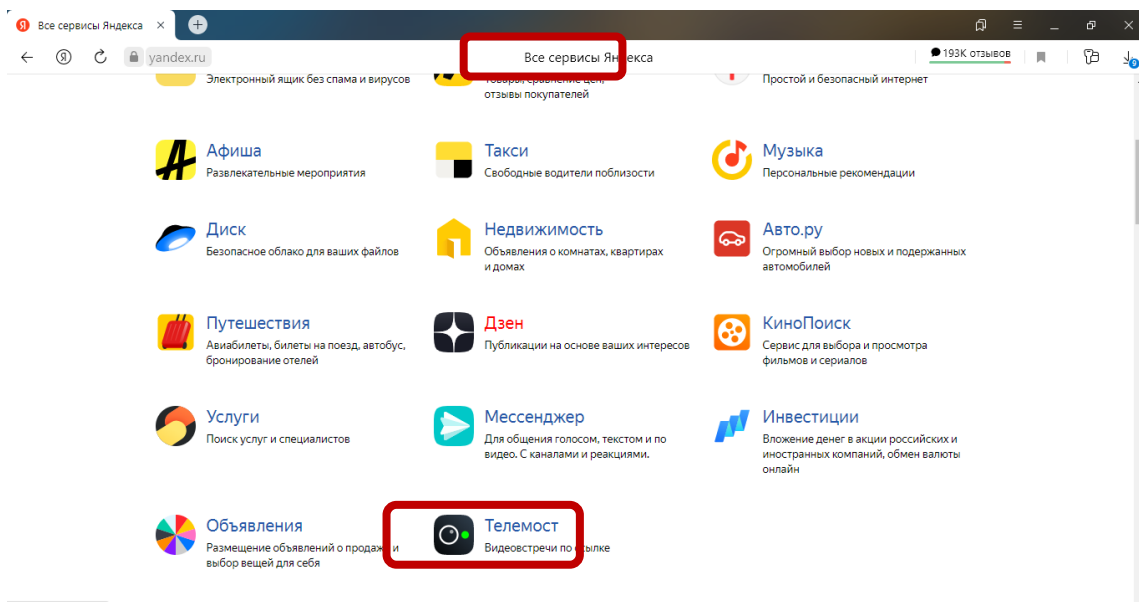 Все сервисы Яндекса
yandex.ru
Все сервисы Яндекса
193K отзывов
9
Электронный ящик без спама и вирусов
Товары, сравнение цен,
отзывы покупателей
Простой и безопасный интернет
Афиша
Развлекательные мероприятия
Такси
Свободные водители поблизости
Музыка
Персональные рекомендации
Диск
Безопасное облако для ваших файлов
Недвижимость
Объявления о комнатах, квартирах
и домах
Авто.ру
Огромный выбор новых и подержанных
автомобилей
Путешествия
Авиабилеты, билеты на поезд, автобус,
бронирование отелей
Дзен
Публикации на основе ваших интересов
КиноПоиск
Сервис для выбора и просмотра
фильмов и сериалов
Услуги
Поиск услуг и специалистов
Мессенджер
Для общения голосом, текстом и по
видео. С каналами и реакциями.
Инвестиции
Вложение денег в акции российских и
иностранных компаний, обмен валюты
онлайн
Объявления
Размещение объявлений о продаже и
выбор вещей для себя
Телемост
Видеовстречи по ссылке